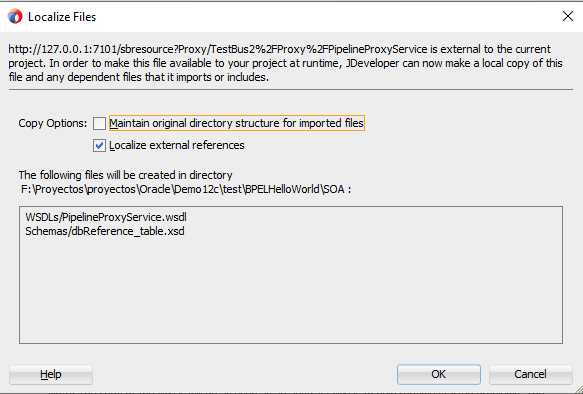 Localize Files
http://127.0.0.1:7101/sbresource?Proxy/TestBus2%2FProxy%2FPipelineProxyService is external to the current
project. In order to make this file available to your project at runtime, JDeveloper can now make a local copy of this
file and any dependent files that it imports or includes.
Copy Options: Maintain original directory structure for imported files
Localize external references
The following files will be created in directory
F:\Proyectos\proyectos\Oracle\Demo12c\test\BPELHelloWorld\SOA :
WSDLs/PipelineProxyService.wsdl
Schemas/dbReference_table.xsd
Help OK Cancel